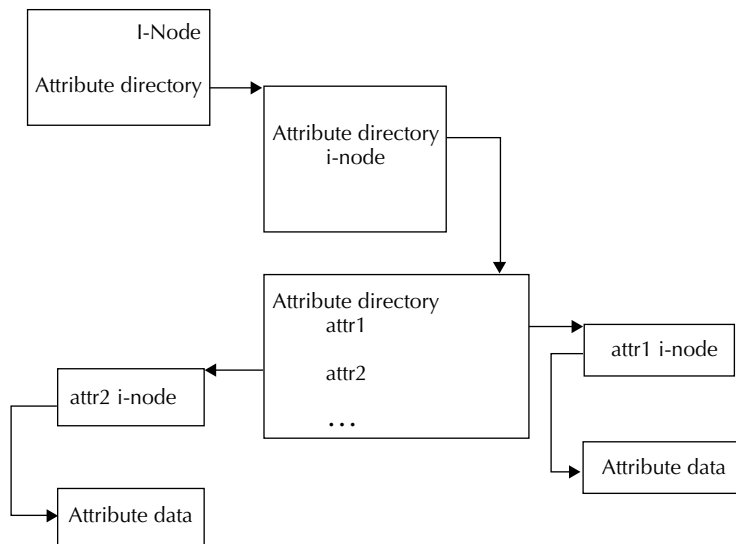 I-Node
Attribute directory
Attribute directory
i-node
Attribute directory
attr1
attr2
...
attr1 i-node
Attribute data
attr2 i-node
Attribute data